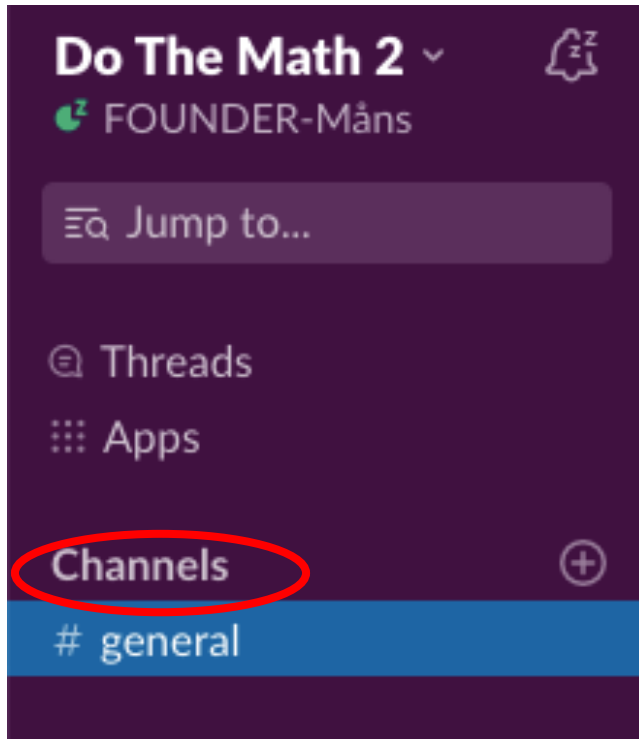 Do The Math 2
FOUNDER-Måns
Jump to...
Threads
Apps
Channels
# general